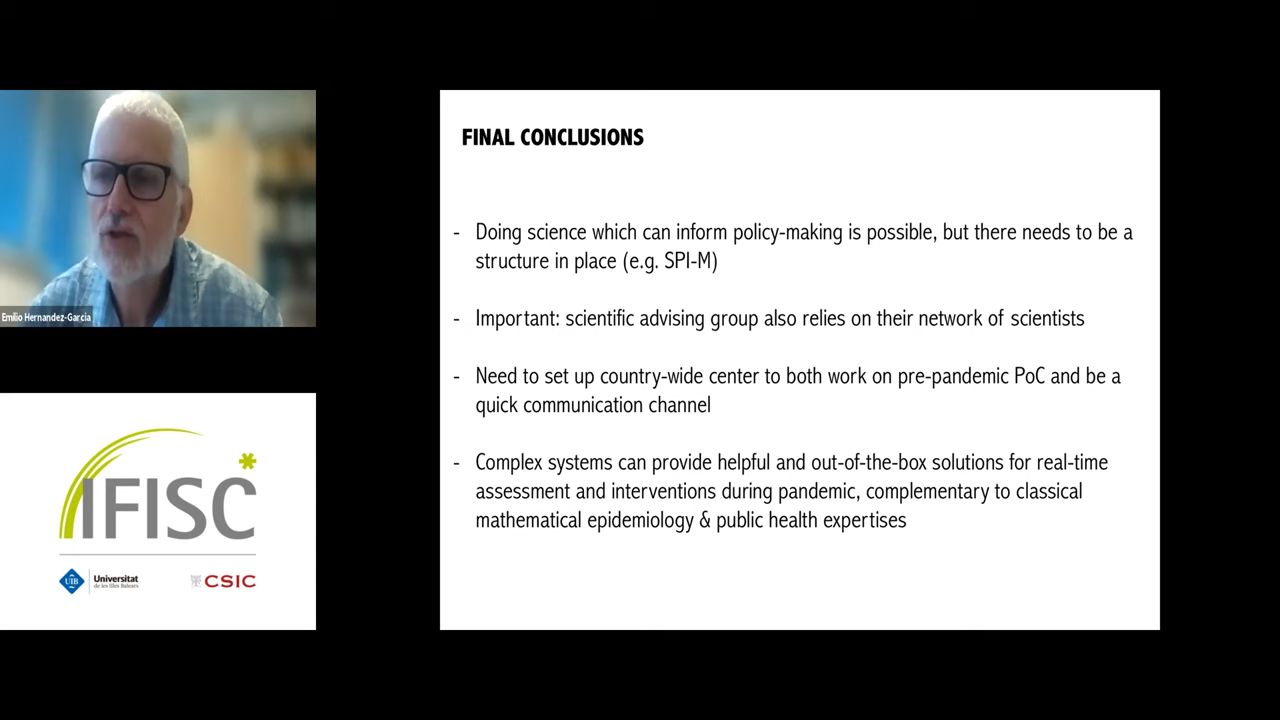 Emilio Hernandez-Garcia
IFISC
UIB
Universitat
de les Illes Balears
CSIC
FINAL CONCLUSIONS
- Doing science which can inform policy-making is possible, but there needs to be a
structure in place (e.g. SPI-M)
- Important: scientific advising group also relies on their network of scientists
- Need to set up country-wide center to both work on pre-pandemic PoC and be a
quick communication channel
- Complex systems can provide helpful and out-of-the-box solutions for real-time
assessment and interventions during pandemic, complementary to classical
mathematical epidemiology & public health expertises